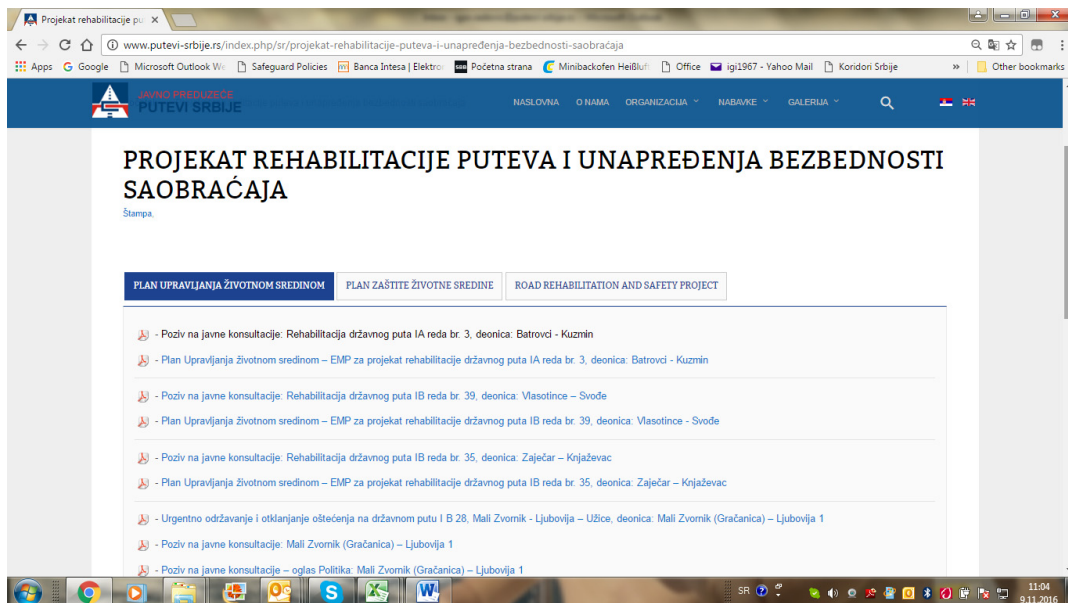 Projekat rehabilitacije pu
www.putevi-srbije.rs/index.php/sr/projekat-rehabilitacije-puteva-i-unapređenja-bezbednosti-saobraćaja
Apps Google Microsoft Outlook We Safeguard Policies Banca Intesa | Elektro Početna strana Minibackofen Heißluft Office igi1967 - Yahoo Mail Koridori Srbije » Other bookmarks
JAVNO PREDUZEĆE
PUTEVI SRBIJE
NASLOVNA O NAMA ORGANIZACIJA NABAVKE GALERIJA
PROJEKAT REHABILITACIJE PUTEVA I UNAPREĐENJA BEZBEDNOSTI
SAOBRAĆAJA
Štampa,
PLAN UPRAVLJANJA ŽIVOTNOM SREDINOM PLAN ZAŠTITE ŽIVOTNE SREDINE ROAD REHABILITATION AND SAFETY PROJECT
- Poziv na javne konsultacije: Rehabilitacija državnog puta IA reda br. 3, deonica: Batrovci - Kuzmin
- Plan Upravljanja životnom sredinom – EMP za projekat rehabilitacije državnog puta IA reda br. 3, deonica: Batrovci - Kuzmin
- Poziv na javne konsultacije: Rehabilitacija državnog puta IB reda br. 39, deonica: Vlasotince – Svođe
- Plan Upravljanja životnom sredinom – EMP za projekat rehabilitacije državnog puta IB reda br. 39, deonica: Vlasotince - Svođe
- Poziv na javne konsultacije: Rehabilitacija državnog puta IB reda br. 35, deonica: Zaječar – Knjaževac
- Plan Upravljanja životnom sredinom – EMP za projekat rehabilitacije državnog puta IB reda br. 35, deonica: Zaječar – Knjaževac
- Urgentno održavanje i otklanjanje oštećenja na državnom putu I B 28, Mali Zvornik - Ljubovija – Užice, deonica: Mali Zvornik (Gračanica) – Ljubovija 1
- Poziv na javne konsultacije: Mali Zvornik (Gračanica) – Ljubovija 1
- Poziv na javne konsultacije – oglas Politika: Mali Zvornik (Gračanica) – Ljubovija 1
SR
11:04
9.11.2016